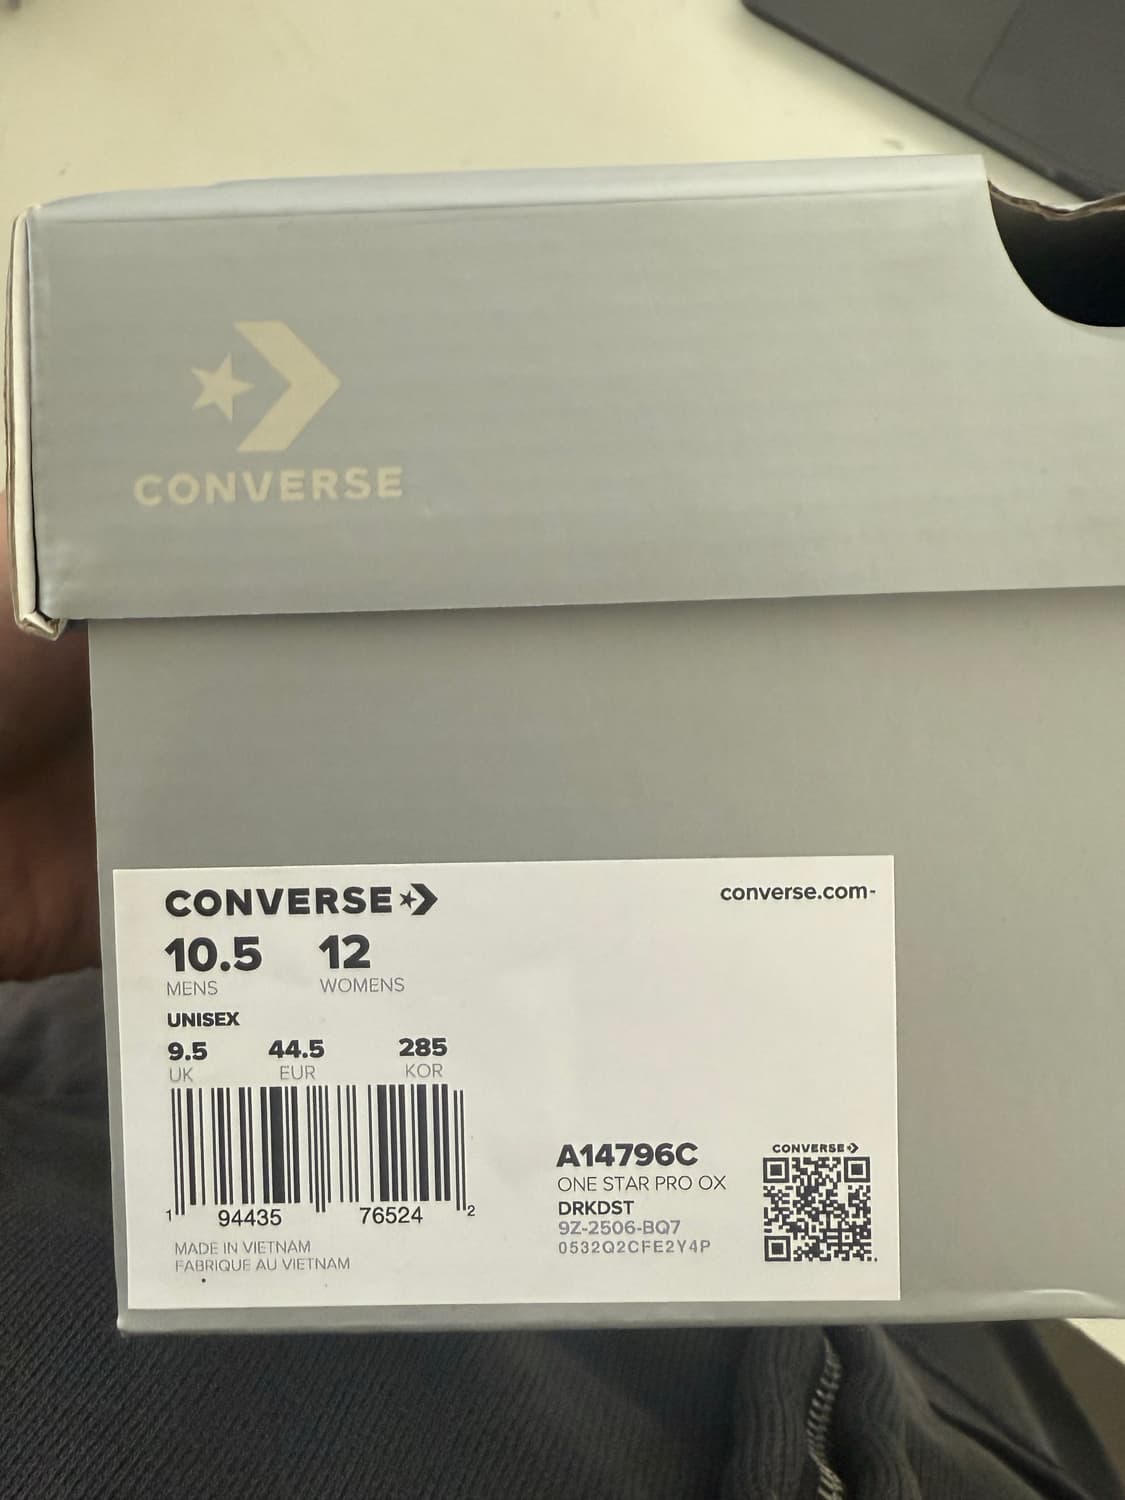 CONVERSE
CONVERSE
converse.com-
10.5 12
MENS WOMENS
UNISEX
9.5 44.5 285
UK EUR KOR
1 94435 76524 2
MADE IN VIETNAM
FABRIQUE AU VIETNAM
A14796C
ONE STAR PRO OX
DRKDST
9Z-2506-BQ7
0532Q2CFE2Y4P
CONVERSE